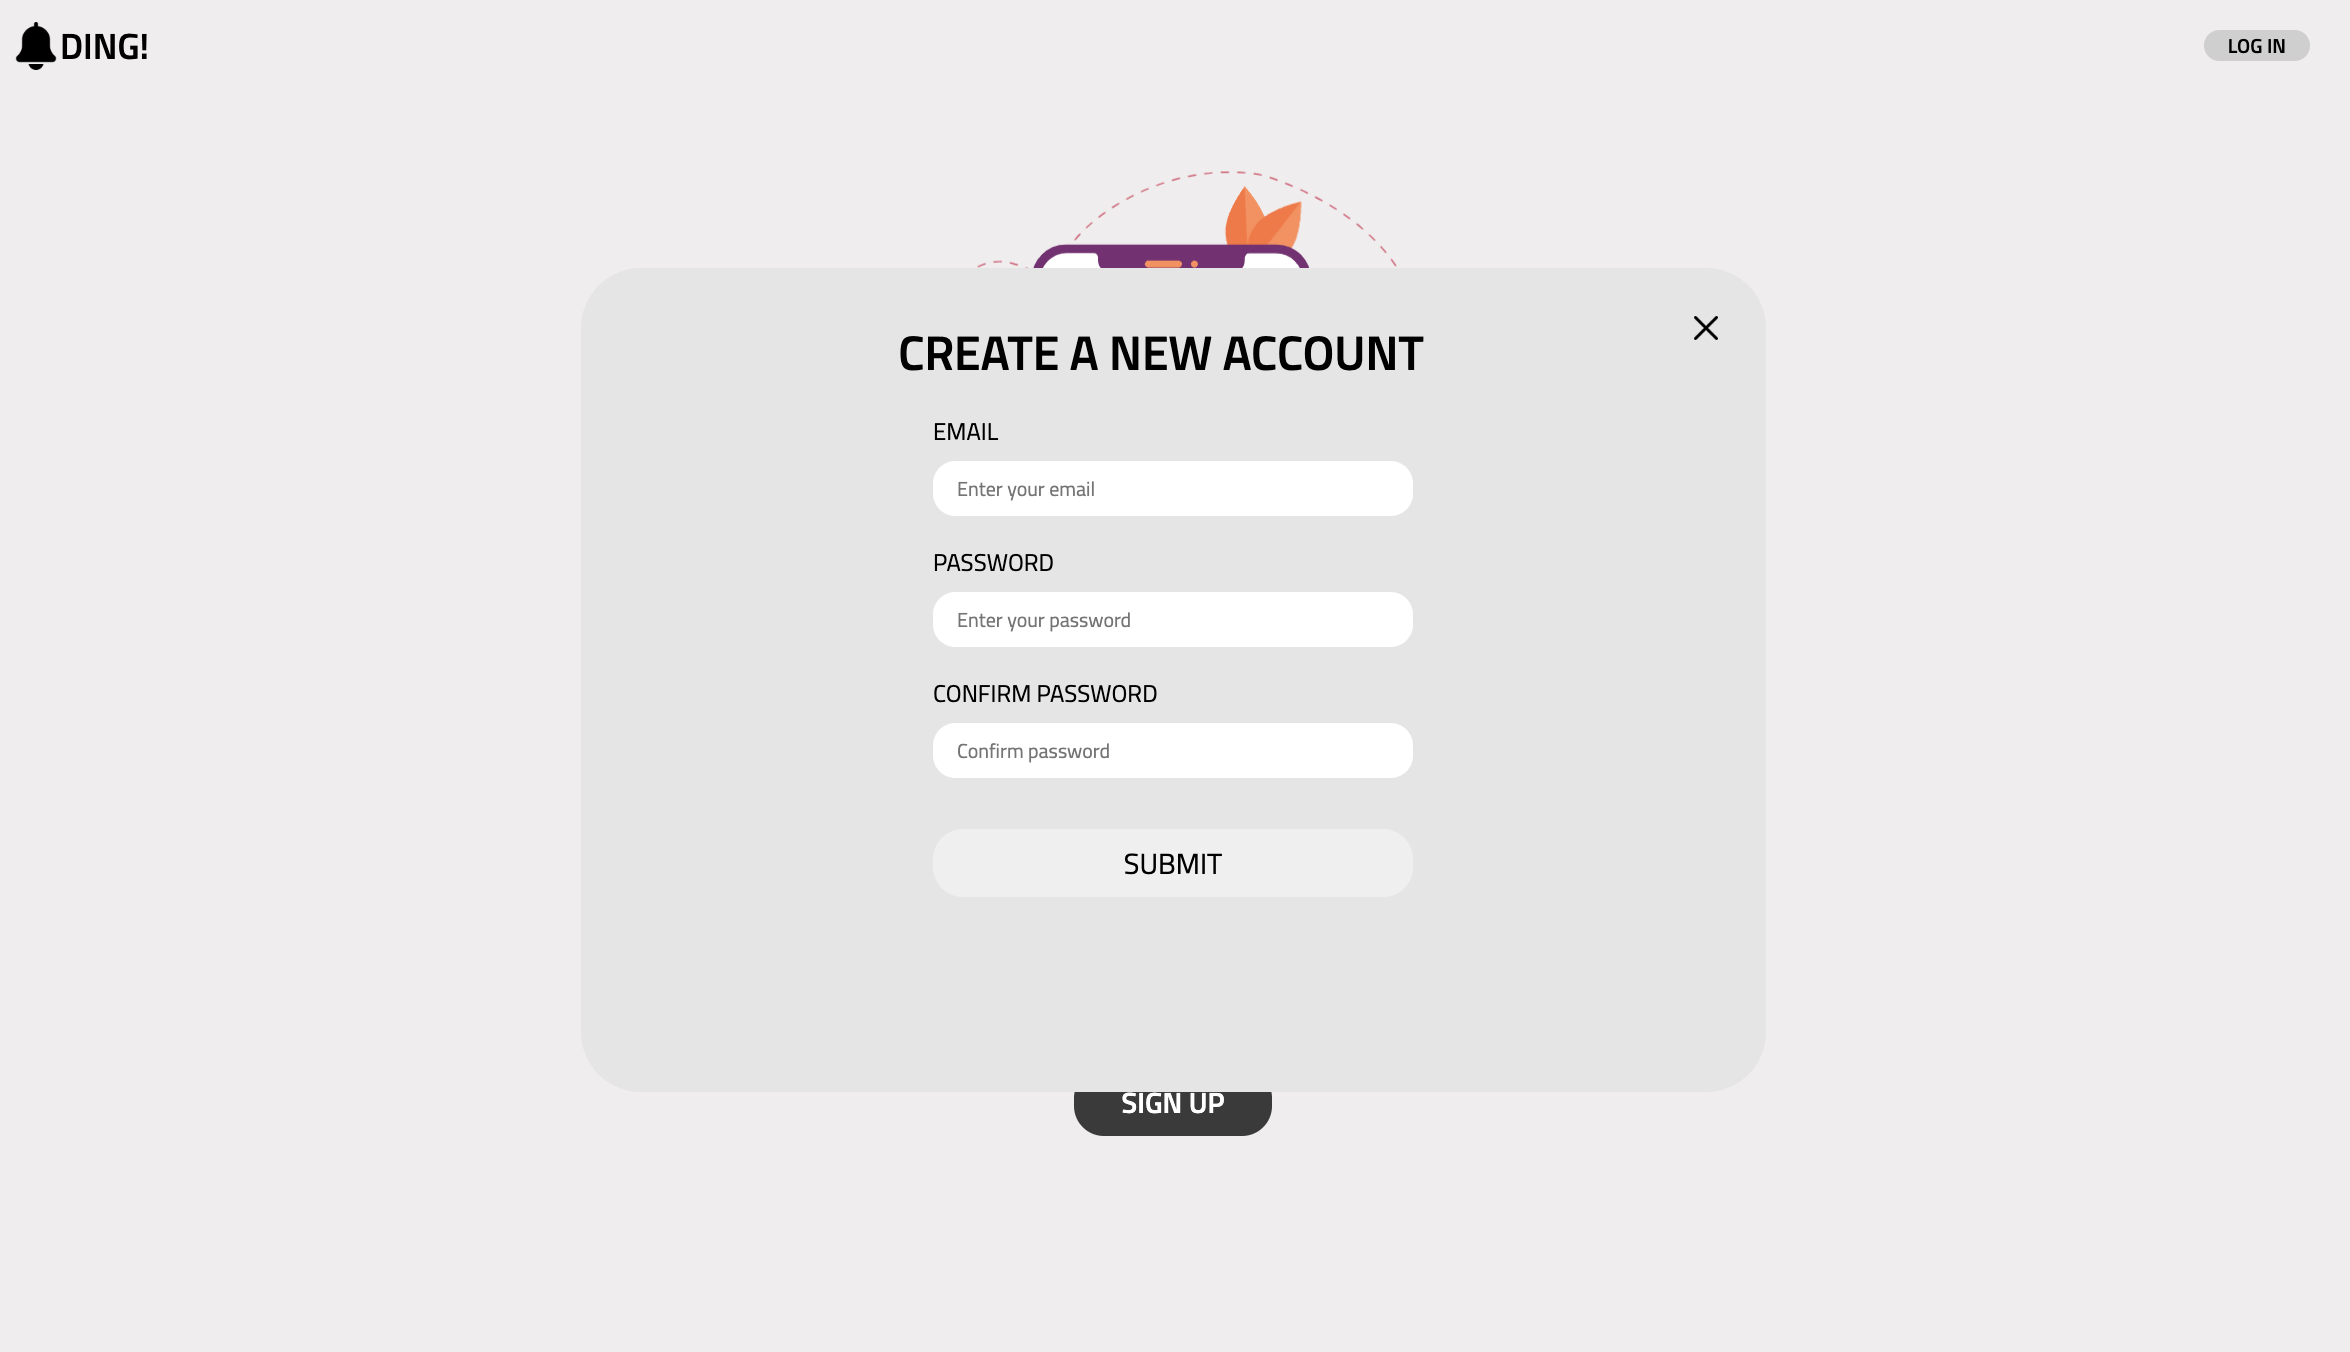 DING!
LOG IN
CREATE A NEW ACCOUNT
EMAIL
Enter your email
PASSWORD
Enter your password
CONFIRM PASSWORD
Confirm password
SUBMIT
SIGN UP